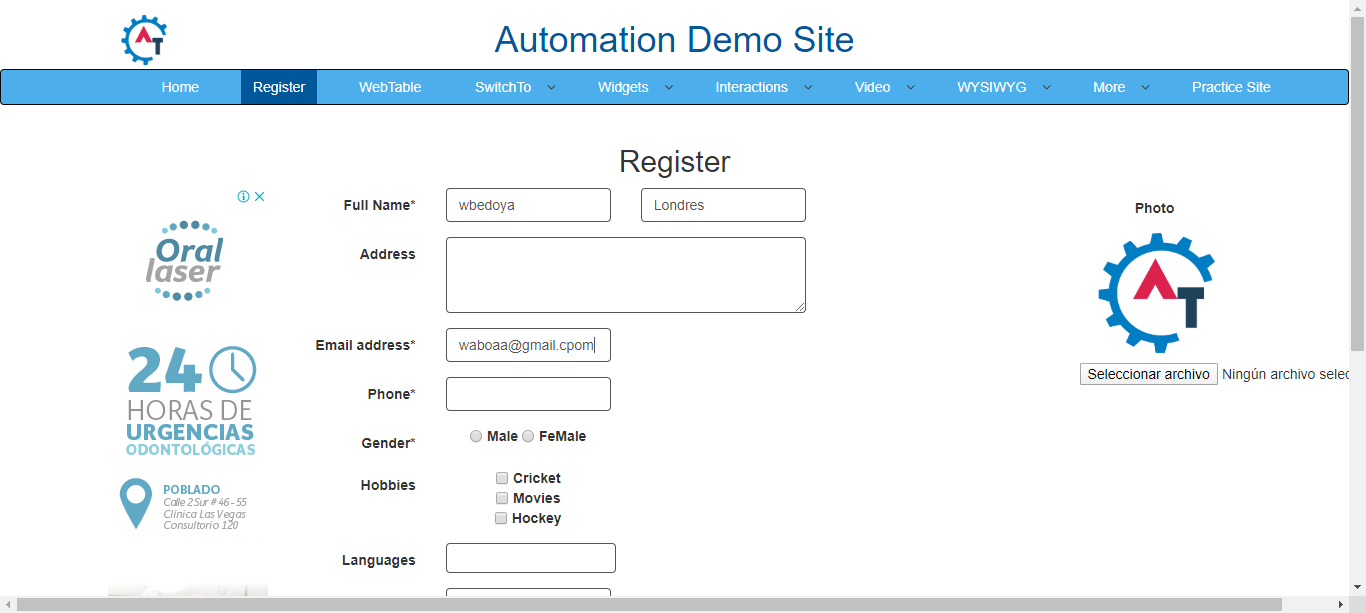 AT
Automation Demo Site
Home Register WebTable SwitchTo Widgets Interactions Video WYSIWYG More Practice Site
Register
Full Name* wbedoya Londres
Photo
Address
AT
Email address* waboaa@gmail.cpom
Seleccionar archivo Ningún archivo selec
Phone*
Gender* Male FeMale
Hobbies Cricket
Movies
Hockey
Languages
Oral
laser
24
HORAS DE
URGENCIAS
ODONTOLÓGICAS
POBLADO
Calle 2 Sur # 46 - 55
Clínica Las Vegas
Consultorio 120